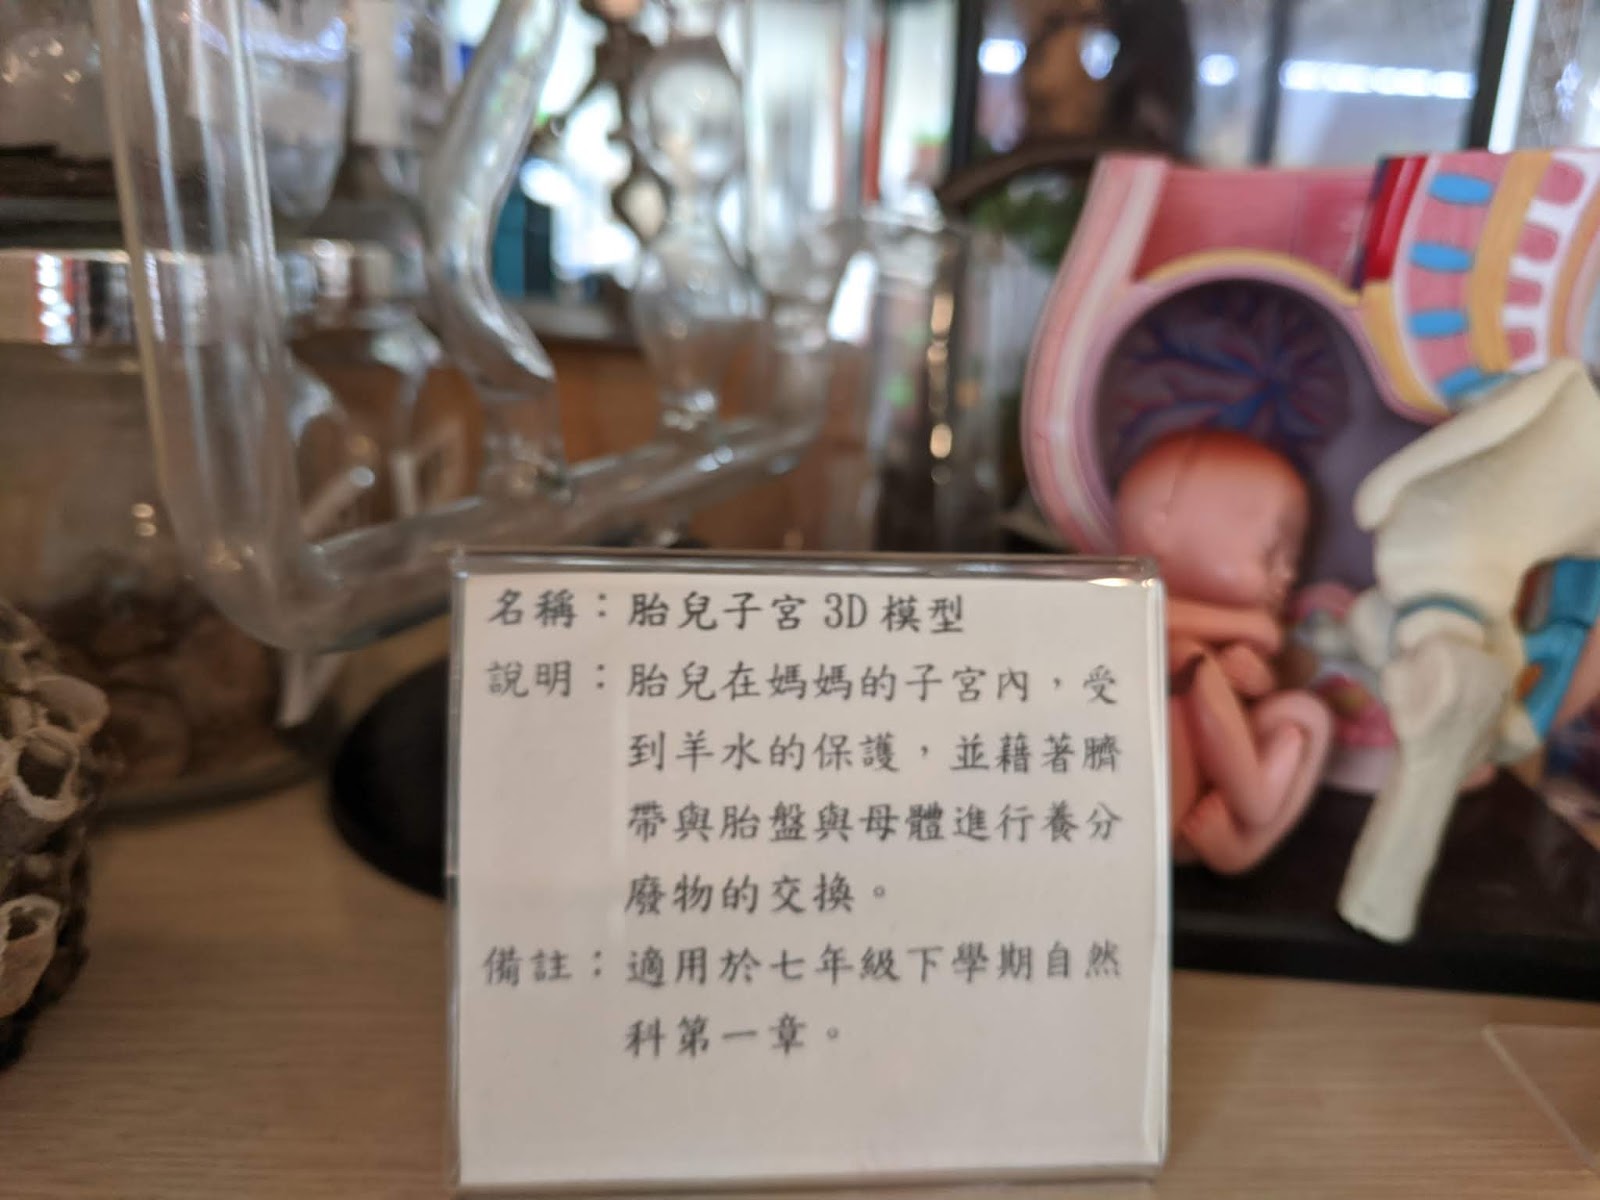 名稱：胎兒子宮 3D 模型
說明：胎兒在媽媽的子宮內，受
到羊水的保護，並藉著臍
帶與胎盤與母體進行養分
廢物的交換。
備註：適用於七年級下學期自然
科第一章。